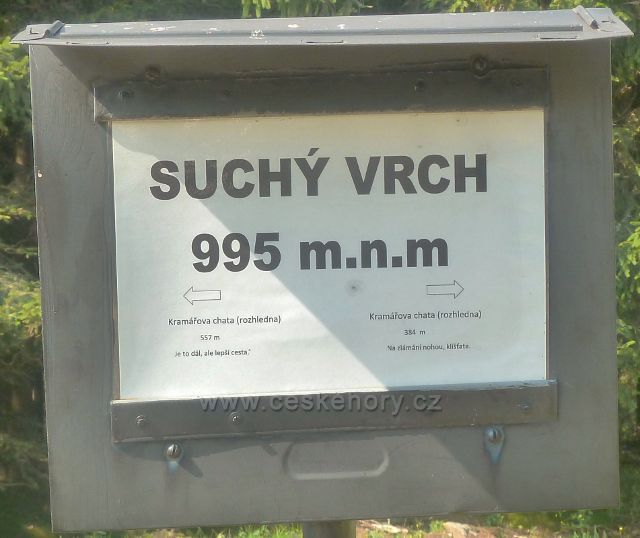 SUCHÝ VRCH
995 m.n.m
Kramářova chata (rozhledna)
557 m
Je to dál, ale lepší cesta.
Kramářova chata (rozhledna)
384 m
Na zlámání nohou, klíšťata.
www.ceskehory.cz